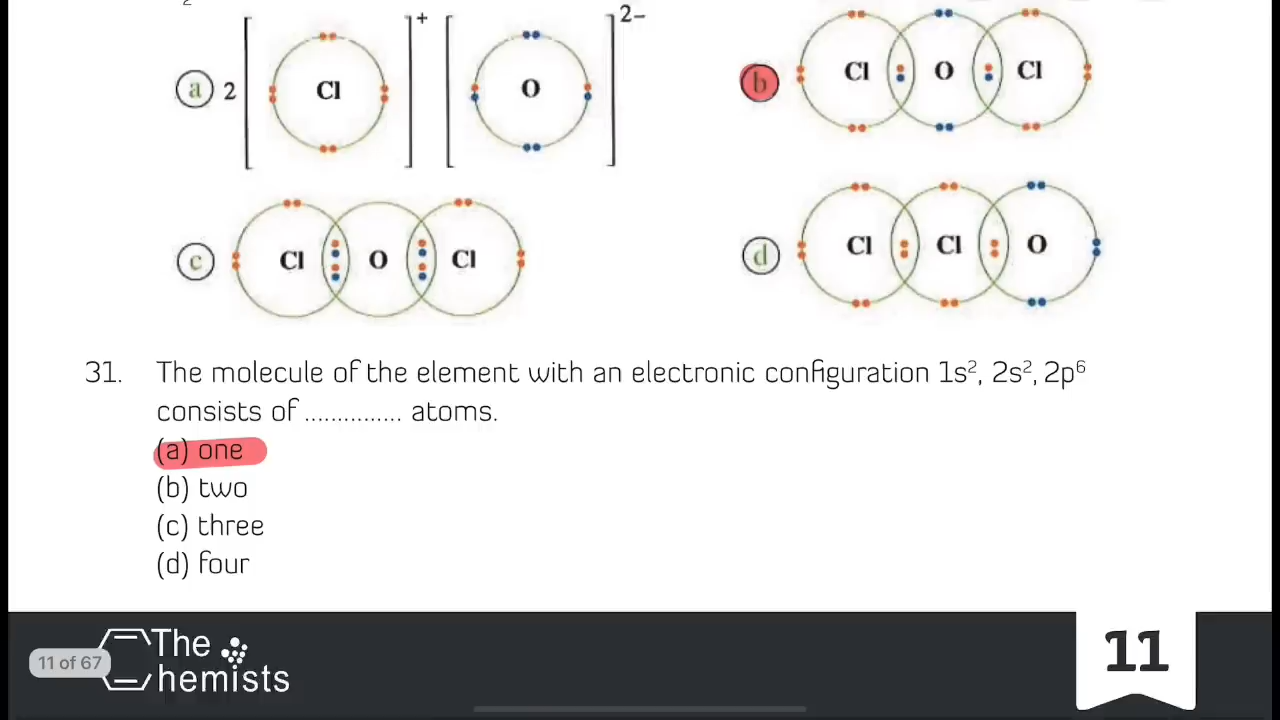 2
a 2 [ Cl ]⁺ [ O ]²⁻
b Cl O Cl
c Cl O Cl
d Cl Cl O
31. The molecule of the element with an electronic configuration 1s², 2s², 2p⁶
consists of ............... atoms.
(a) one
(b) two
(c) three
(d) four
The
hemists
11 of 67
11